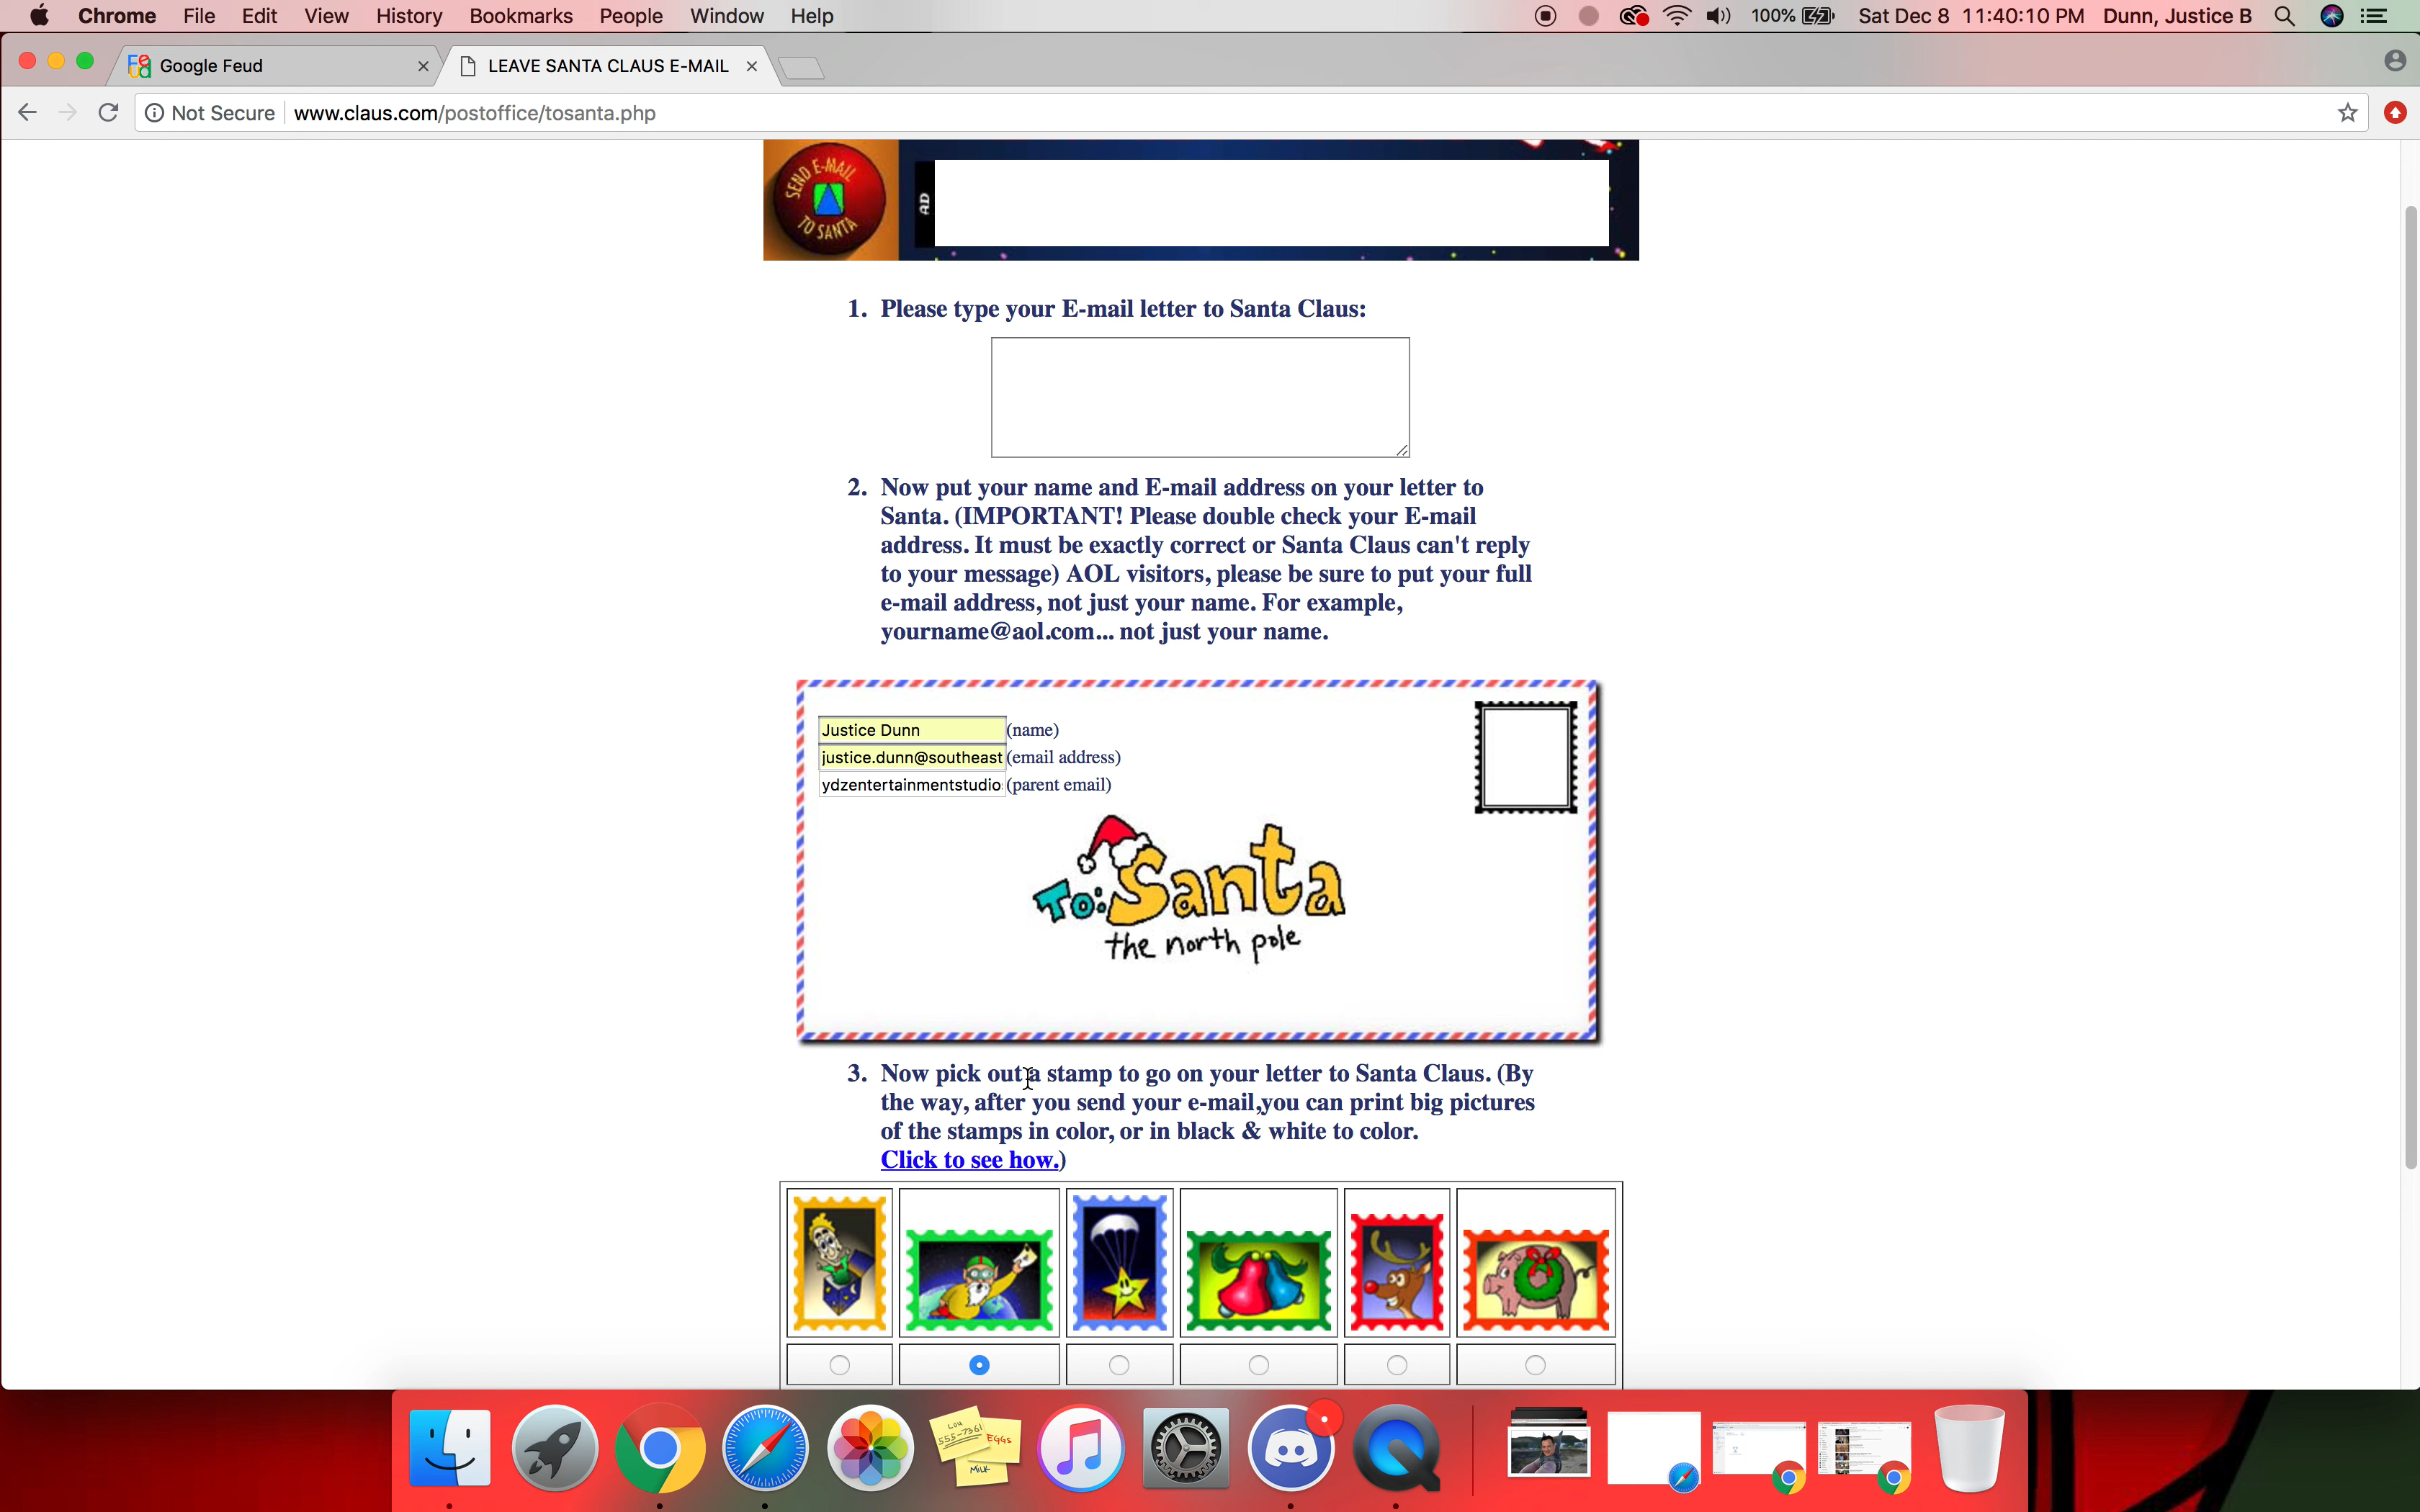 Chrome File Edit View History Bookmarks People Window Help 100% Sat Dec 8 11:40:10 PM Dunn, Justice B
Google Feud LEAVE SANTA CLAUS E-MAIL
Not Secure www.claus.com/postoffice/tosanta.php
SEND E-MAIL
TO SANTA
AD
1. Please type your E-mail letter to Santa Claus:
2. Now put your name and E-mail address on your letter to
Santa. (IMPORTANT! Please double check your E-mail
address. It must be exactly correct or Santa Claus can't reply
to your message) AOL visitors, please be sure to put your full
e-mail address, not just your name. For example,
yourname@aol.com... not just your name.
Justice Dunn (name)
justice.dunn@southeast (email address)
ydzentertainmentstudio (parent email)
To: Santa
the north pole
3. Now pick out a stamp to go on your letter to Santa Claus. (By
the way, after you send your e-mail,you can print big pictures
of the stamps in color, or in black & white to color.
Click to see how.)
Lou
555-7361
EGGS
MILK